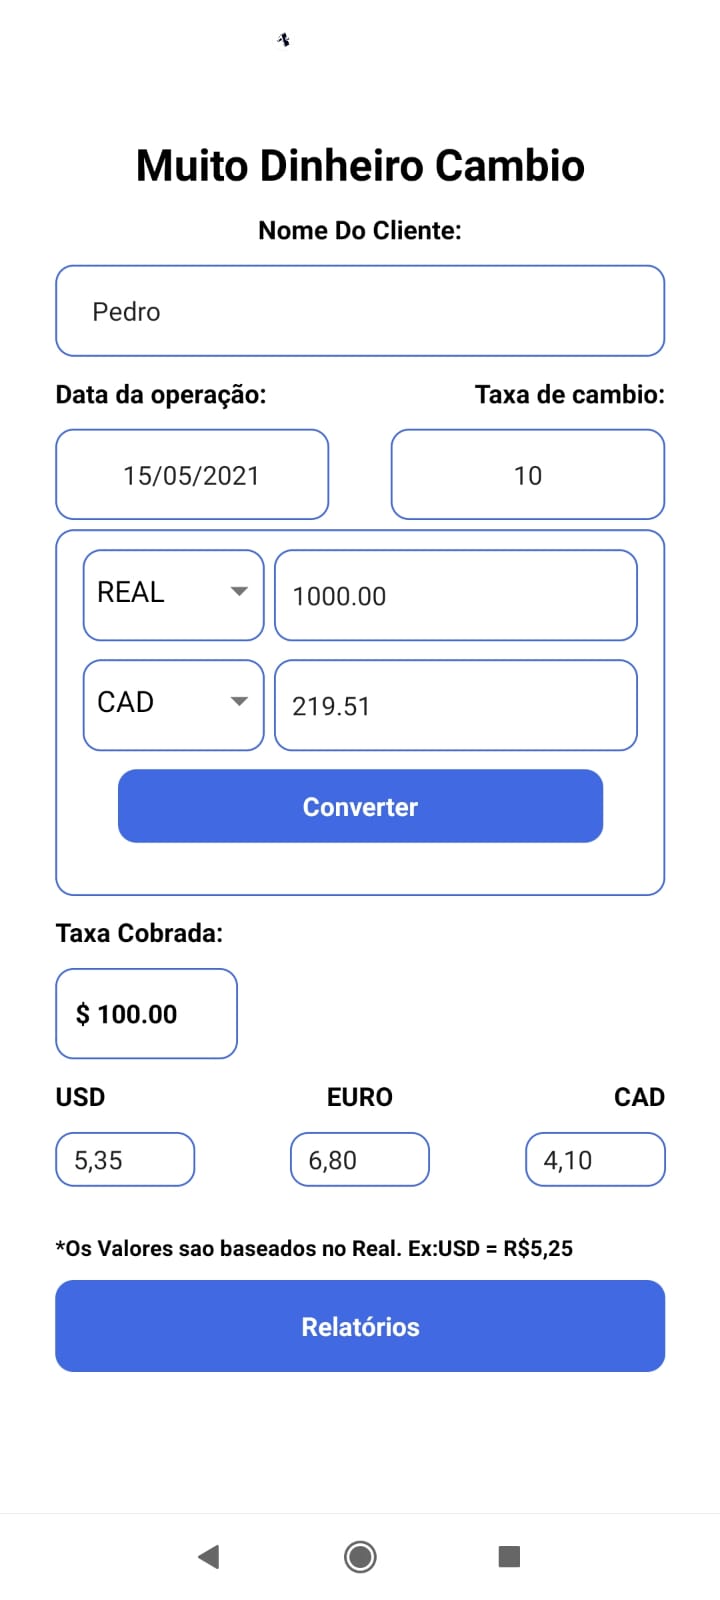 Muito Dinheiro Cambio
Nome Do Cliente:
Pedro
Data da operação: Taxa de cambio:
15/05/2021 10
REAL 1000.00
CAD 219.51
Converter
Taxa Cobrada:
$ 100.00
USD EURO CAD
5,35 6,80 4,10
*Os Valores sao baseados no Real. Ex:USD = R$5,25
Relatórios